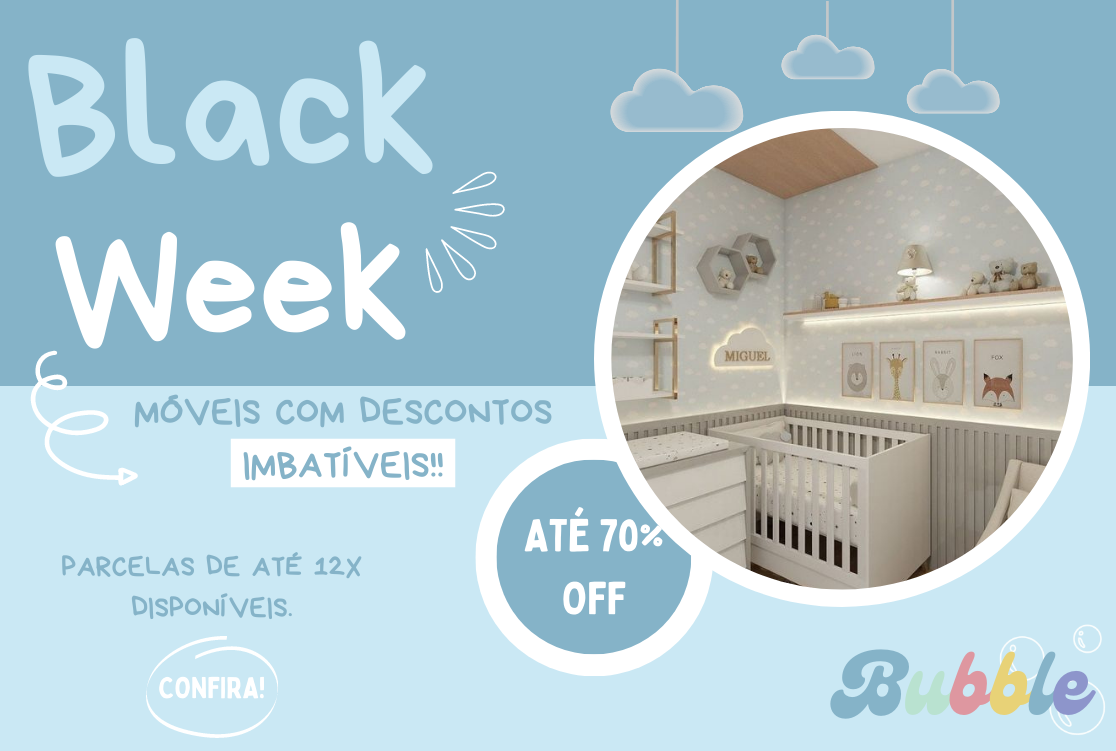 Black
Week
MÓVEIS COM DESCONTOS
IMBATÍVEIS!!
PARCELAS DE ATÉ 12X
DISPONÍVEIS.
CONFIRA!
ATÉ 70%
OFF
MIGUEL
LION
GIRAFFE
RABBIT
FOX
Bubble